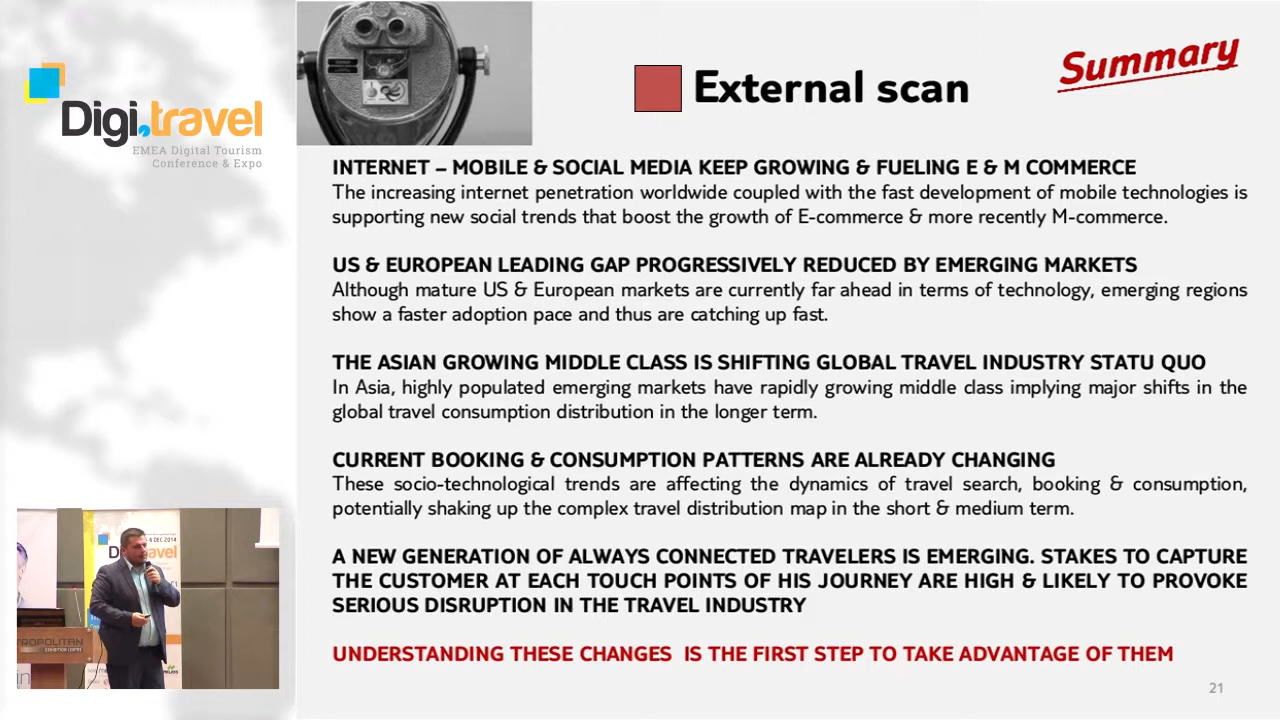 Summary
External scan
Digi.travel
EMEA Digital Tourism
Conference & Expo
INTERNET – MOBILE & SOCIAL MEDIA KEEP GROWING & FUELING E & M COMMERCE
The increasing internet penetration worldwide coupled with the fast development of mobile technologies is
supporting new social trends that boost the growth of E-commerce & more recently M-commerce.
US & EUROPEAN LEADING GAP PROGRESSIVELY REDUCED BY EMERGING MARKETS
Although mature US & European markets are currently far ahead in terms of technology, emerging regions
show a faster adoption pace and thus are catching up fast.
THE ASIAN GROWING MIDDLE CLASS IS SHIFTING GLOBAL TRAVEL INDUSTRY STATU QUO
In Asia, highly populated emerging markets have rapidly growing middle class implying major shifts in the
global travel consumption distribution in the longer term.
CURRENT BOOKING & CONSUMPTION PATTERNS ARE ALREADY CHANGING
These socio-technological trends are affecting the dynamics of travel search, booking & consumption,
potentially shaking up the complex travel distribution map in the short & medium term.
A NEW GENERATION OF ALWAYS CONNECTED TRAVELERS IS EMERGING. STAKES TO CAPTURE
THE CUSTOMER AT EACH TOUCH POINTS OF HIS JOURNEY ARE HIGH & LIKELY TO PROVOKE
SERIOUS DISRUPTION IN THE TRAVEL INDUSTRY
UNDERSTANDING THESE CHANGES IS THE FIRST STEP TO TAKE ADVANTAGE OF THEM
21
DEC 2014
TROPOLITAN